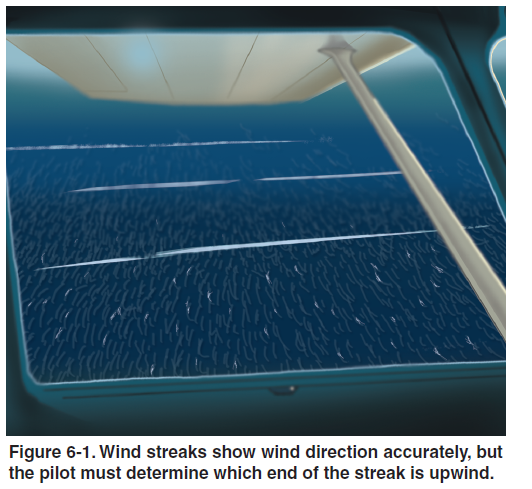 Figure 6-1. Wind streaks show wind direction accurately, but
the pilot must determine which end of the streak is upwind.